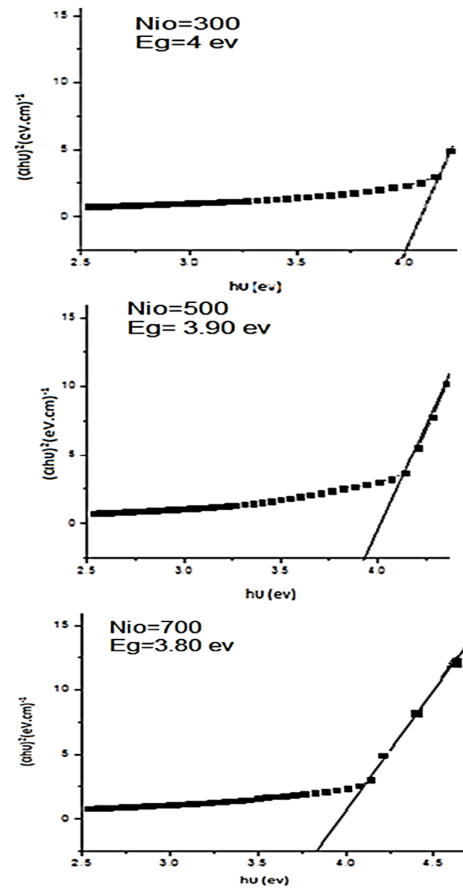 Nio=300
Eg=4 ev
15
10
5
0
(αhυ)²(eV.cm)⁻¹
2.5 3.0 3.5 4.0
hυ (ev)
Nio=500
Eg= 3.90 ev
15
10
5
0
(αhυ)²(eV.cm)⁻¹
2.5 3.0 3.5 4.0
hυ (ev)
Nio=700
Eg=3.80 ev
15
10
5
0
(αhυ)²(eV.cm)⁻¹
2.5 3.0 3.5 4.0 4.5
hυ (ev)